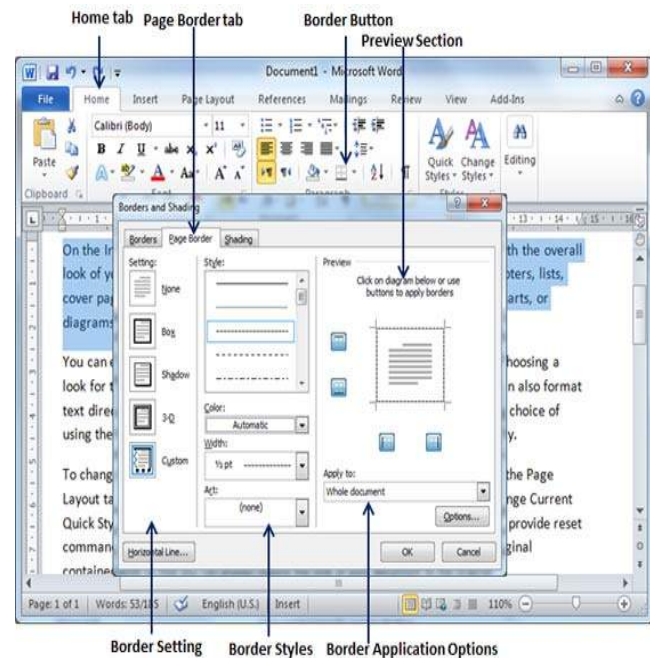 Home tab Page Border tab Border Button
Preview Section
Document1 - Microsoft Word
File Home Insert Page Layout References Mailings Review View Add-Ins
Calibri (Body) 11
Paste
B I U abc x x Aa A A
Quick Styles Change Styles Editing
Clipboard Font Paragraph Styles
Borders and Shading
Borders Page Border Shading
Setting: Style: Preview
None
Box
Shadow
3-D
Custom
Color:
Automatic
Width:
½ pt
Art:
(none)
Click on diagram below or use
buttons to apply borders
Apply to:
Whole document
Options...
Horizontal Line... OK Cancel
On the In th the overall
look of yo ters, lists,
cover pag arts, or
diagrams
You can e hoosing a
look for t n also format
text direc choice of
using the y.
To chang the Page
Layout ta nge Current
Quick Sty provide reset
comman ginal
Page: 1 of 1 Words: 53/185 English (U.S.) Insert 110%
Border Setting Border Styles Border Application Options